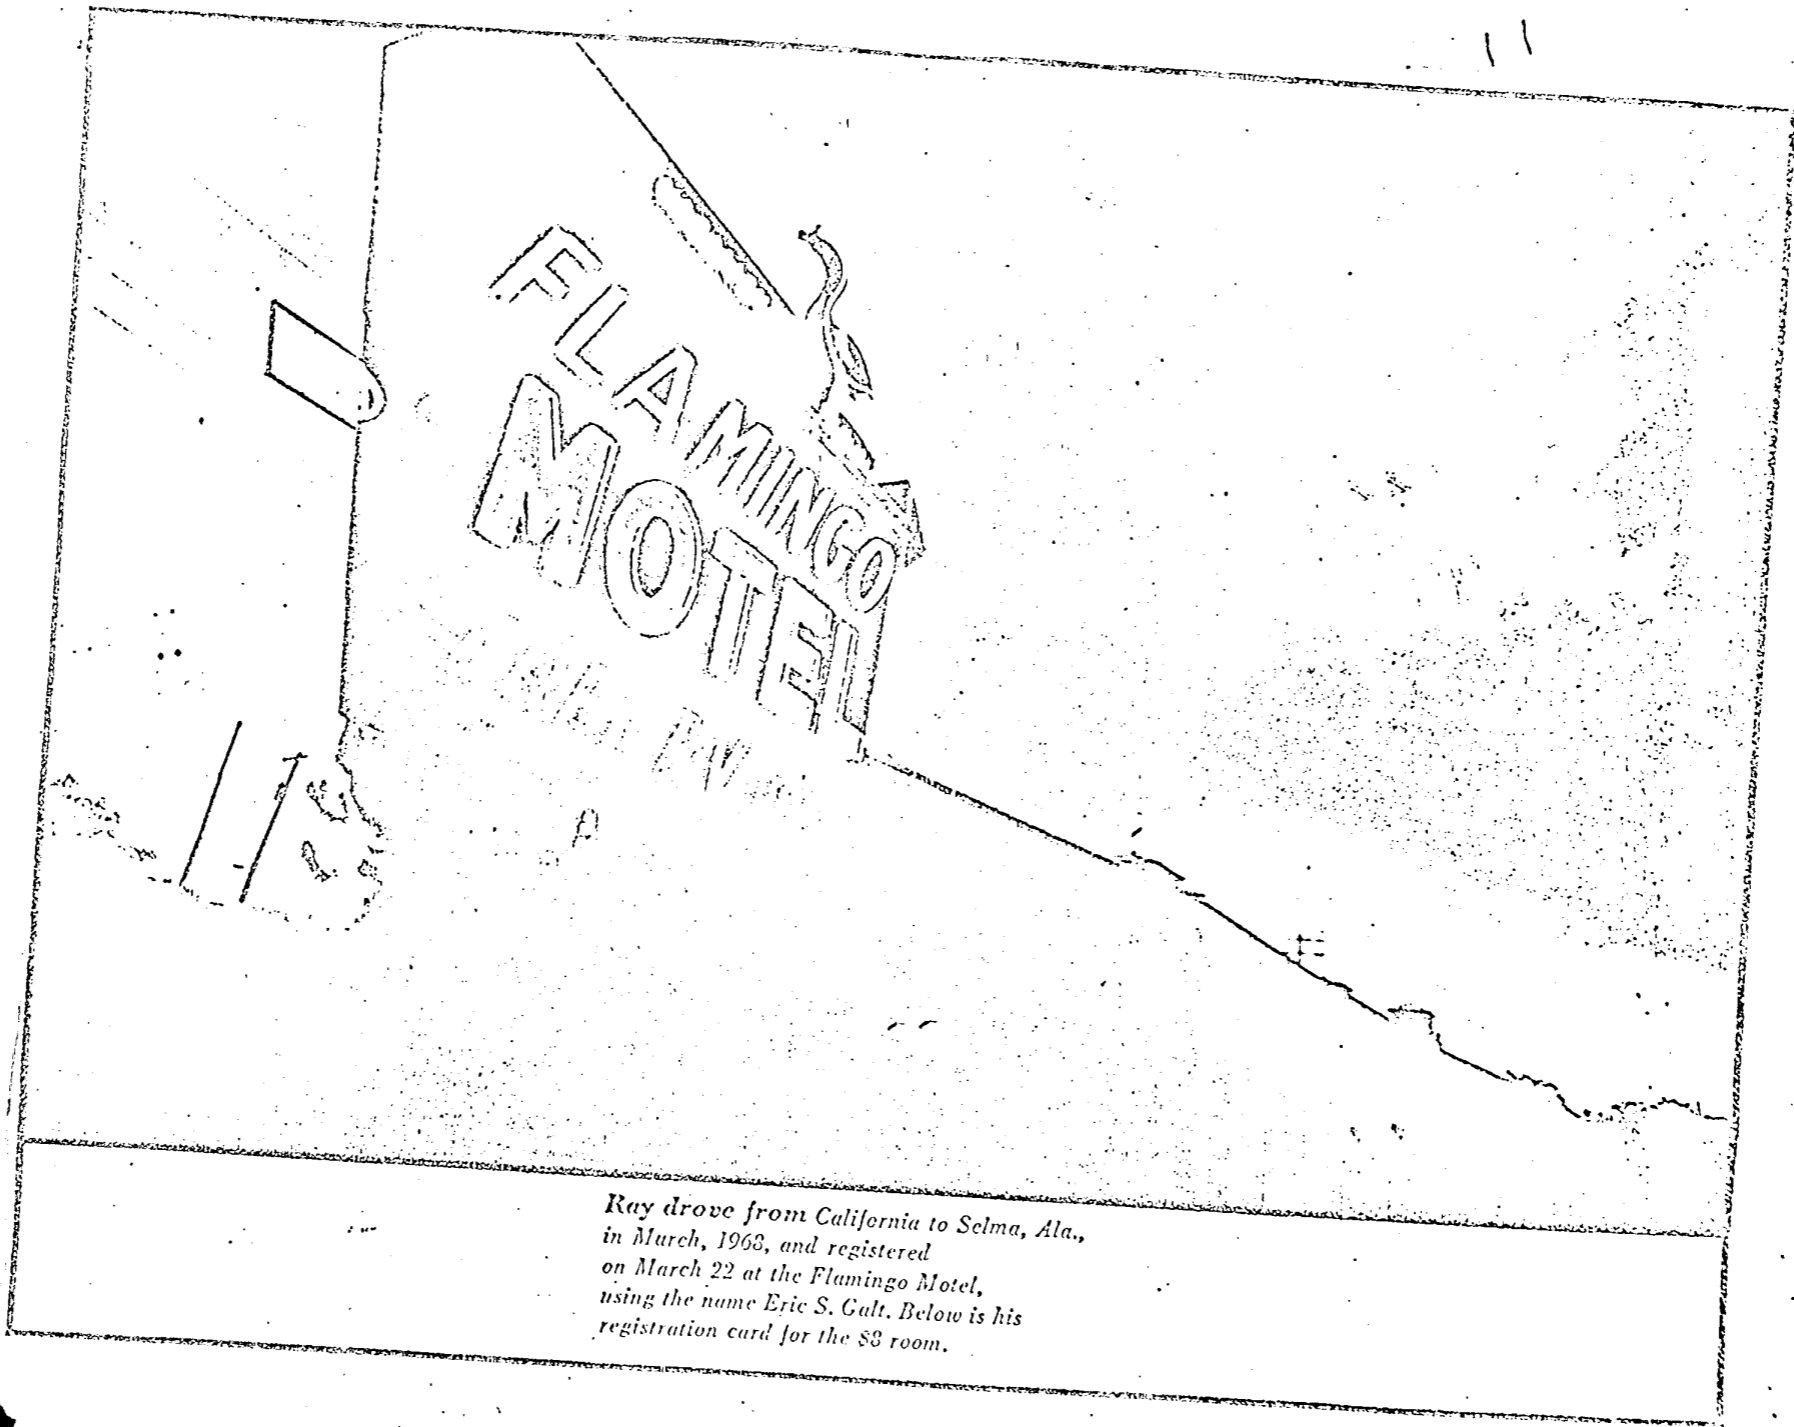 FLAMINGO
MOTEL
Ray drove from California to Selma, Ala.,
in March, 1968, and registered
on March 22 at the Flamingo Motel,
using the name Eric S. Galt. Below is his
registration card for the $8 room.